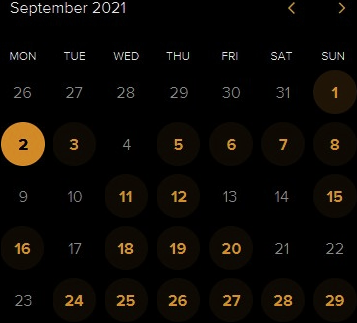 September 2021 < >
MON TUE WED THU FRI SAT SUN
26 27 28 29 30 31 1
2 3 4 5 6 7 8
9 10 11 12 13 14 15
16 17 18 19 20 21 22
23 24 25 26 27 28 29